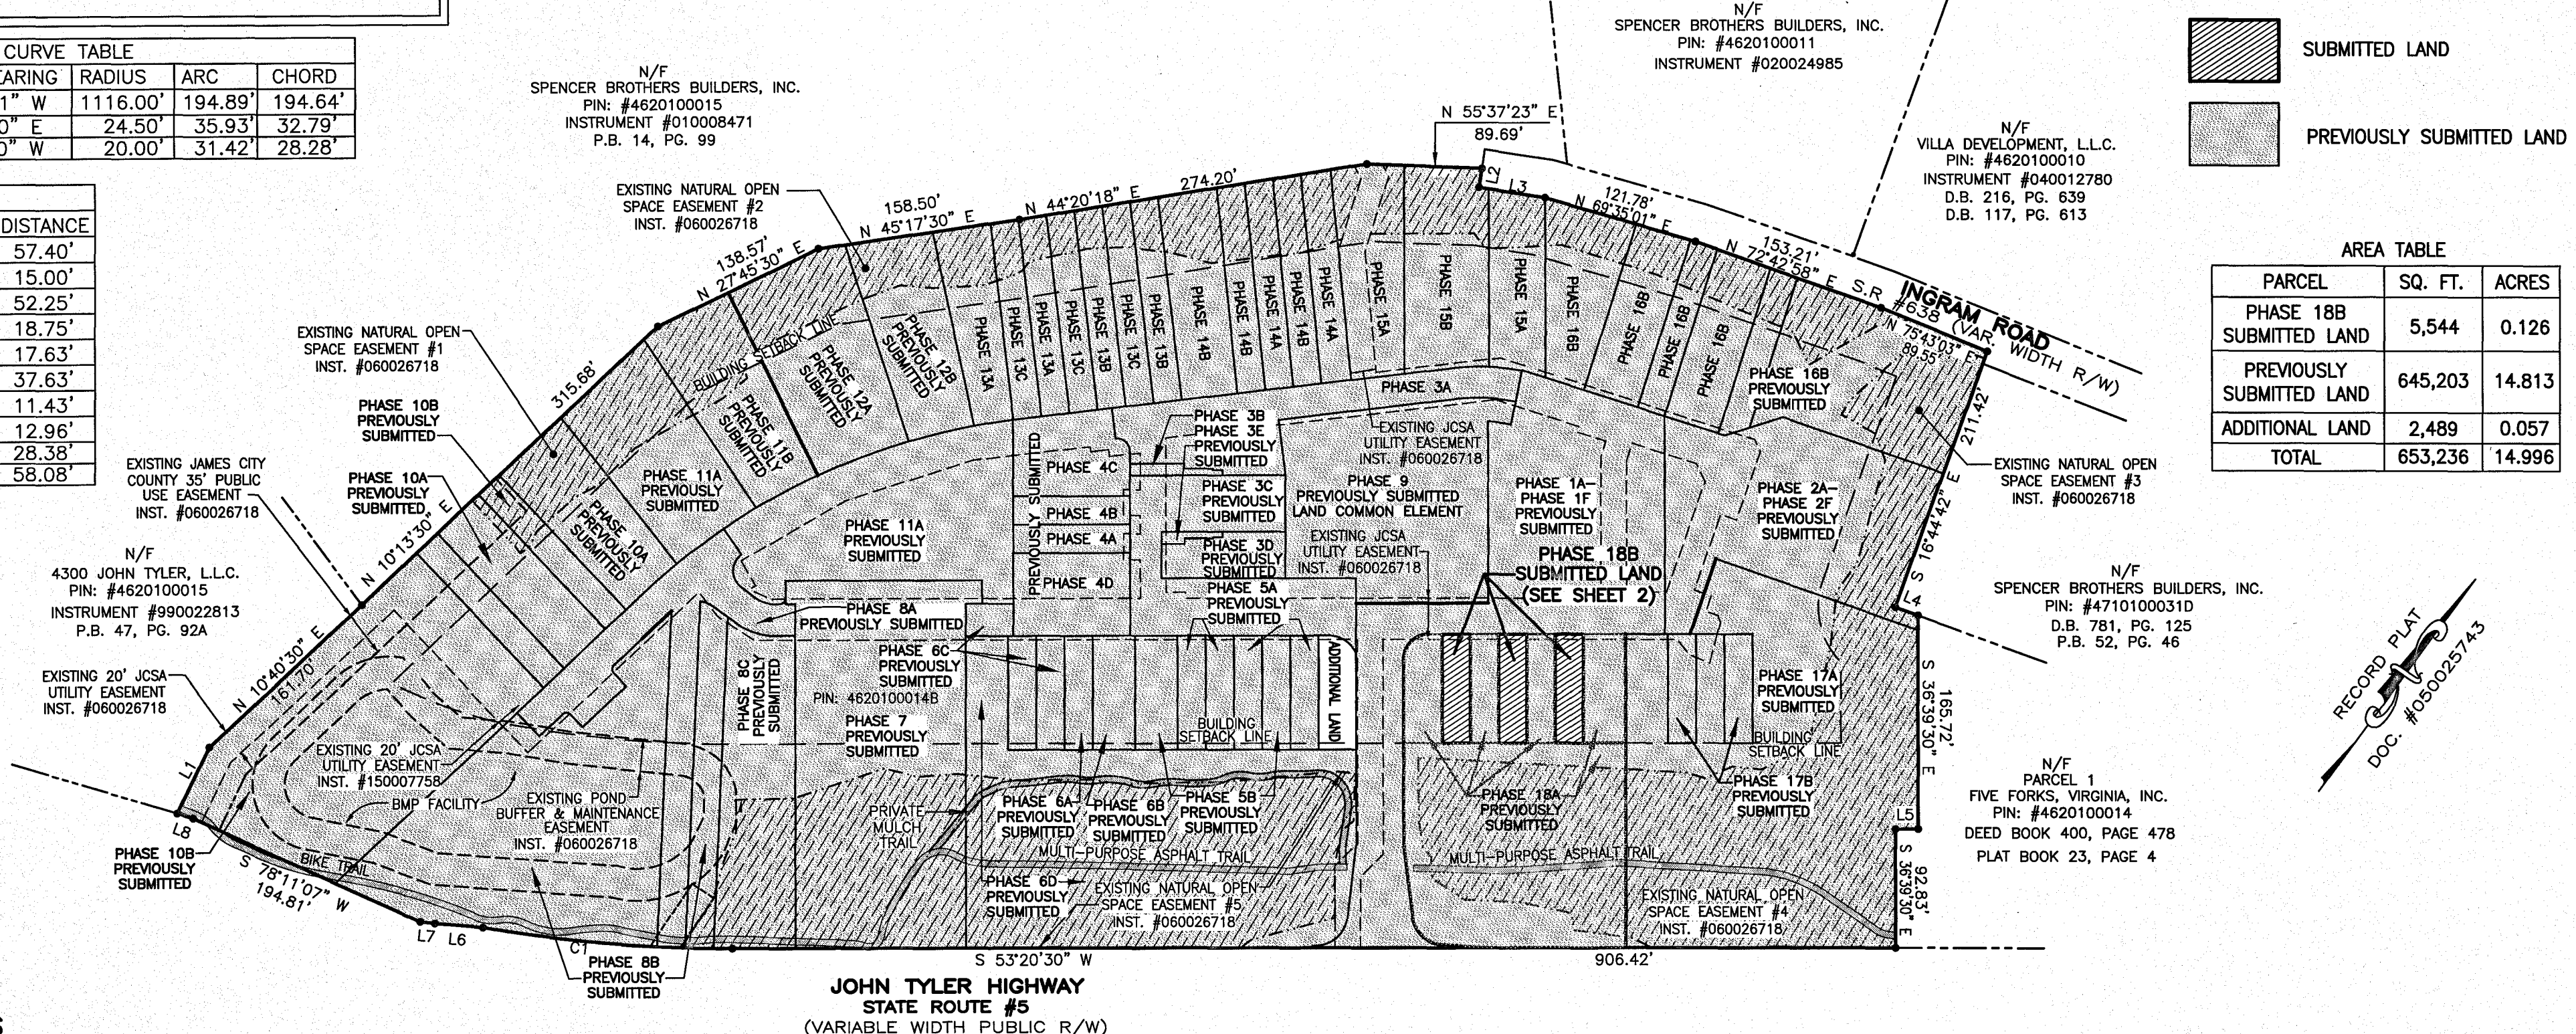 CURVE TABLE
EARING RADIUS ARC CHORD
1" W 1116.00' 194.89' 194.64'
0" E 24.50' 35.93' 32.79'
0" W 20.00' 31.42' 28.28'
DISTANCE
57.40'
15.00'
52.25'
18.75'
17.63'
37.63'
11.43'
12.96'
28.38'
58.08'
N/F
SPENCER BROTHERS BUILDERS, INC.
PIN: #4620100015
INSTRUMENT #010008471
P.B. 14, PG. 99
N/F
SPENCER BROTHERS BUILDERS, INC.
PIN: #4620100011
INSTRUMENT #020024985
SUBMITTED LAND
PREVIOUSLY SUBMITTED LAND
N/F
VILLA DEVELOPMENT, L.L.C.
PIN: #4620100010
INSTRUMENT #040012780
D.B. 216, PG. 639
D.B. 117, PG. 613
AREA TABLE
PARCEL SQ. FT. ACRES
PHASE 18B
SUBMITTED LAND 5,544 0.126
PREVIOUSLY
SUBMITTED LAND 645,203 14.813
ADDITIONAL LAND 2,489 0.057
TOTAL 653,236 14.996
N 55°37'23" E
89.69'
L2
L3
121.78'
N 69°35'01" E
153.21'
N 72°42'58" E
S.R. #638 (VAR. WIDTH R/W)
INGRAM ROAD
N 75°43'03" E
89.55'
211.42'
S 16°44'42" E
EXISTING NATURAL OPEN
SPACE EASEMENT #2
INST. #060026718
158.50'
N 45°17'30" E
N 44°20'18" E
274.20'
138.57'
N 27°45'30" E
EXISTING NATURAL OPEN
SPACE EASEMENT #1
INST. #060026718
315.68'
N 10°13'30" E
PHASE 10B
PREVIOUSLY
SUBMITTED
PHASE 10A
PREVIOUSLY
SUBMITTED
EXISTING JAMES CITY
COUNTY 35' PUBLIC
USE EASEMENT
INST. #060026718
N/F
4300 JOHN TYLER, L.L.C.
PIN: #4620100015
INSTRUMENT #990022813
P.B. 47, PG. 92A
EXISTING 20' JCSA
UTILITY EASEMENT
INST. #060026718
N 10°40'30" E
161.70'
L1
L8
BUILDING SETBACK LINE
PHASE 10A
PREVIOUSLY
SUBMITTED
PHASE 11A
PREVIOUSLY
SUBMITTED
PHASE 11B
PREVIOUSLY
SUBMITTED
PHASE 12A
PREVIOUSLY
SUBMITTED
PHASE 12B
PREVIOUSLY
SUBMITTED
PHASE 13A
PHASE 13C
PHASE 13A
PHASE 13C
PHASE 13B
PHASE 13C
PHASE 13B
PHASE 14B
PHASE 14B
PHASE 14A
PHASE 14B
PHASE 14A
PHASE 15A
PHASE 15B
PHASE 15A
PHASE 16B
PHASE 16B
PHASE 16B
PHASE 16B
PHASE 16B
PREVIOUSLY
SUBMITTED
PHASE 3A
PHASE 3B
PHASE 3E
PREVIOUSLY
SUBMITTED
EXISTING JCSA
UTILITY EASEMENT
INST. #060026718
PREVIOUSLY SUBMITTED
PHASE 4C
PHASE 4B
PHASE 4A
PHASE 4D
PHASE 3C
PREVIOUSLY
SUBMITTED
PHASE 3D
PREVIOUSLY
SUBMITTED
PHASE 9
PREVIOUSLY SUBMITTED
LAND COMMON ELEMENT
EXISTING JCSA
UTILITY EASEMENT
INST. #060026718
PHASE 1A-
PHASE 1F
PREVIOUSLY
SUBMITTED
PHASE 2A-
PHASE 2F
PREVIOUSLY
SUBMITTED
EXISTING NATURAL OPEN
SPACE EASEMENT #3
INST. #060026718
PHASE 18B
SUBMITTED LAND
(SEE SHEET 2)
PHASE 11A
PREVIOUSLY
SUBMITTED
PHASE 8A
PREVIOUSLY SUBMITTED
PHASE 5A
PREVIOUSLY
SUBMITTED
PHASE 6C
PREVIOUSLY
SUBMITTED
PIN: 4620100014B
PHASE 8C
PREVIOUSLY
SUBMITTED
PHASE 7
PREVIOUSLY
SUBMITTED
BUILDING
SETBACK LINE
ADDITIONAL LAND
PHASE 17A
PREVIOUSLY
SUBMITTED
BUILDING
SETBACK LINE
PHASE 17B
PREVIOUSLY
SUBMITTED
PHASE 18A
PREVIOUSLY
SUBMITTED
L4
S 36°39'30" E
165.72'
L5
S 36°39'30" E
92.83'
N/F
SPENCER BROTHERS BUILDERS, INC.
PIN: #4710100031D
D.B. 781, PG. 125
P.B. 52, PG. 46
N/F
PARCEL 1
FIVE FORKS, VIRGINIA, INC.
PIN: #4620100014
DEED BOOK 400, PAGE 478
PLAT BOOK 23, PAGE 4
RECORD PLAT
DOC. #050025743
EXISTING 20' JCSA
UTILITY EASEMENT
INST. #150007758
BMP FACILITY
EXISTING POND
BUFFER & MAINTENANCE
EASEMENT
INST. #060026718
PRIVATE
MULCH
TRAIL
PHASE 6A
PREVIOUSLY
SUBMITTED
PHASE 6B
PREVIOUSLY
SUBMITTED
PHASE 5B
PREVIOUSLY
SUBMITTED
MULTI-PURPOSE ASPHALT TRAIL
MULTI-PURPOSE ASPHALT TRAIL
PHASE 6D
PREVIOUSLY
SUBMITTED
EXISTING NATURAL OPEN
SPACE EASEMENT #5
INST. #060026718
EXISTING NATURAL OPEN
SPACE EASEMENT #4
INST. #060026718
PHASE 10B
PREVIOUSLY
SUBMITTED
BIKE TRAIL
S 78°11'07" W
194.81'
L7
L6
C1
PHASE 8B
PREVIOUSLY
SUBMITTED
S 53°20'30" W
906.42'
JOHN TYLER HIGHWAY
STATE ROUTE #5
(VARIABLE WIDTH PUBLIC R/W)